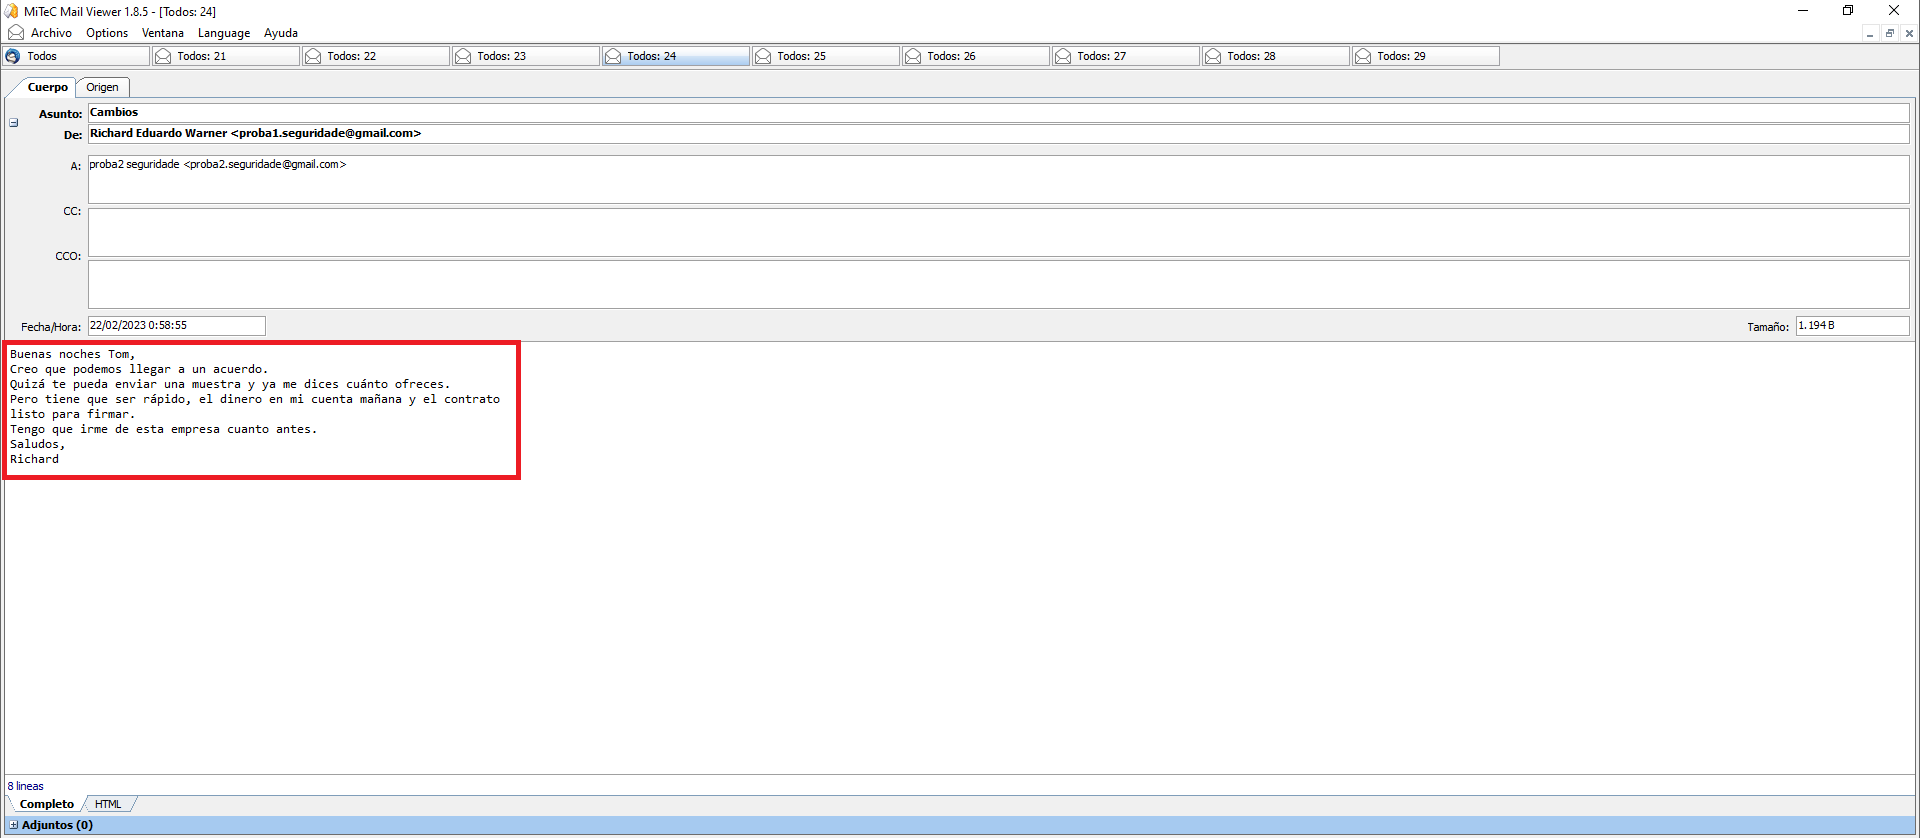 MiTeC Mail Viewer 1.8.5 - [Todos: 24]
Archivo Options Ventana Language Ayuda
Todos Todos: 21 Todos: 22 Todos: 23 Todos: 24 Todos: 25 Todos: 26 Todos: 27 Todos: 28 Todos: 29
Cuerpo Origen
Asunto: Cambios
De: Richard Eduardo Warner <proba1.seguridade@gmail.com>
A: proba2 seguridade <proba2.seguridade@gmail.com>
CC:
CCO:
Fecha/Hora: 22/02/2023 0:58:55 Tamaño: 1.194 B
Buenas noches Tom,
Creo que podemos llegar a un acuerdo.
Quizá te pueda enviar una muestra y ya me dices cuánto ofreces.
Pero tiene que ser rápido, el dinero en mi cuenta mañana y el contrato
listo para firmar.
Tengo que irme de esta empresa cuanto antes.
Saludos,
Richard
8 lineas
Completo HTML
Adjuntos (0)